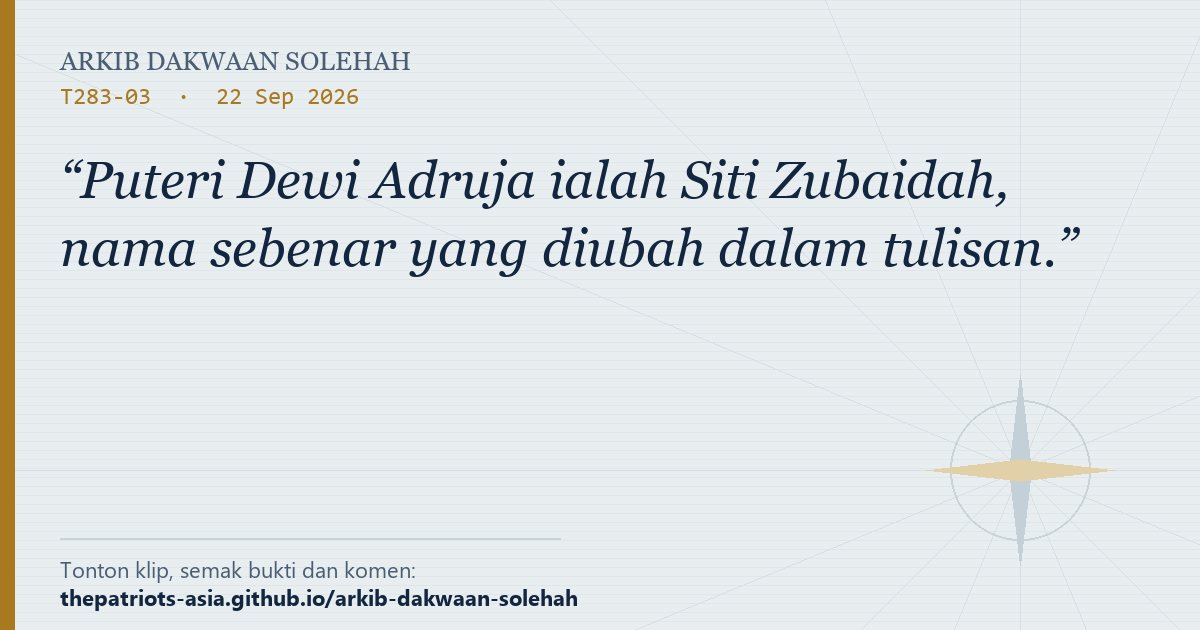 ARKIB DAKWAAN SOLEHAH
T283-03 · 22 Sep 2026
“Puteri Dewi Adruja ialah Siti Zubaidah,
nama sebenar yang diubah dalam tulisan.”
Tonton klip, semak bukti dan komen:
thepatriots-asia.github.io/arkib-dakwaan-solehah